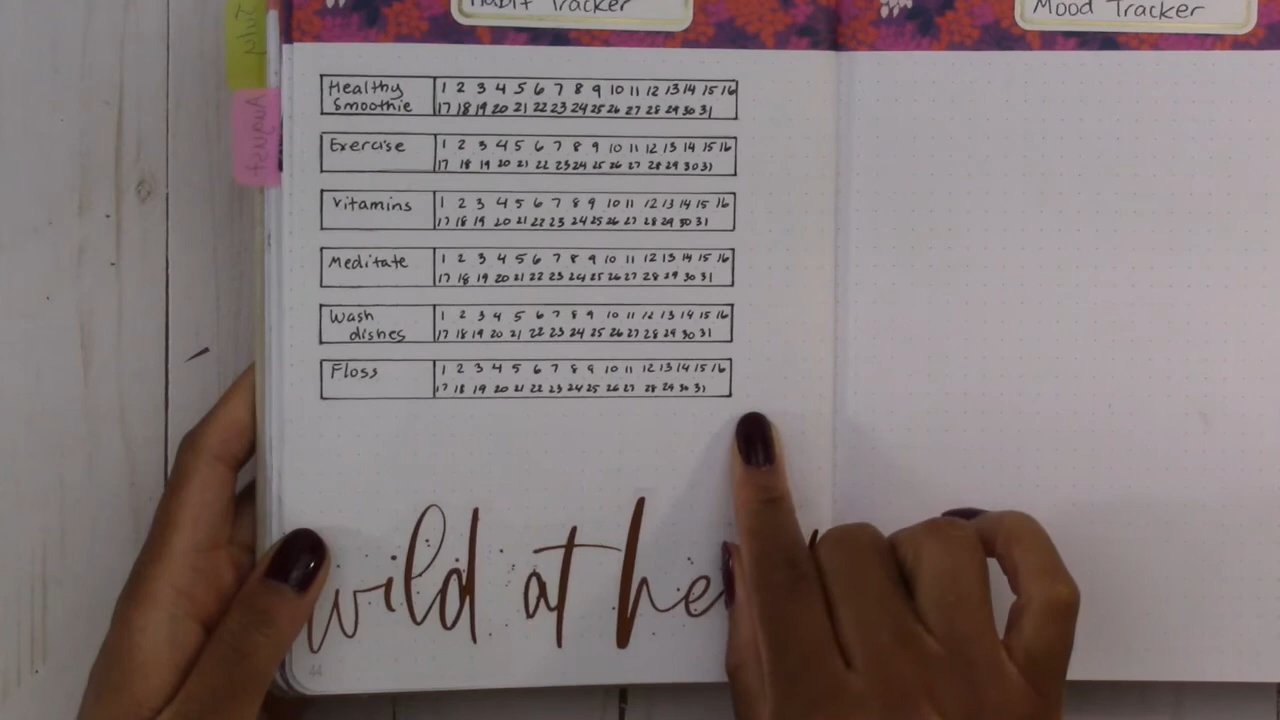 July
August
Habit Tracker
Mood Tracker
Healthy 1 2 3 4 5 6 7 8 9 10 11 12 13 14 15 16
Smoothie 17 18 19 20 21 22 23 24 25 26 27 28 29 30 31
Exercise 1 2 3 4 5 6 7 8 9 10 11 12 13 14 15 16
17 18 19 20 21 22 23 24 25 26 27 28 29 30 31
Vitamins 1 2 3 4 5 6 7 8 9 10 11 12 13 14 15 16
17 18 19 20 21 22 23 24 25 26 27 28 29 30 31
Meditate 1 2 3 4 5 6 7 8 9 10 11 12 13 14 15 16
17 18 19 20 21 22 23 24 25 26 27 28 29 30 31
Wash 1 2 3 4 5 6 7 8 9 10 11 12 13 14 15 16
dishes 17 18 19 20 21 22 23 24 25 26 27 28 29 30 31
Floss 1 2 3 4 5 6 7 8 9 10 11 12 13 14 15 16
17 18 19 20 21 22 23 24 25 26 27 28 29 30 31
wild at he
44